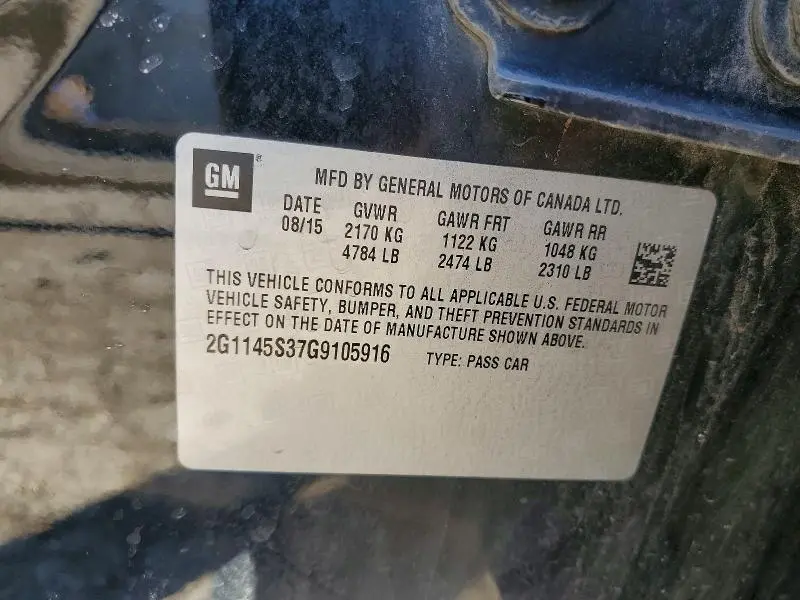 GM®
MFD BY GENERAL MOTORS OF CANADA LTD.
DATE GVWR GAWR FRT GAWR RR
08/15 2170 KG 1122 KG 1048 KG
4784 LB 2474 LB 2310 LB
THIS VEHICLE CONFORMS TO ALL APPLICABLE U.S. FEDERAL MOTOR
VEHICLE SAFETY, BUMPER, AND THEFT PREVENTION STANDARDS IN
EFFECT ON THE DATE OF MANUFACTURE SHOWN ABOVE.
2G1145S37G9105916 TYPE: PASS CAR